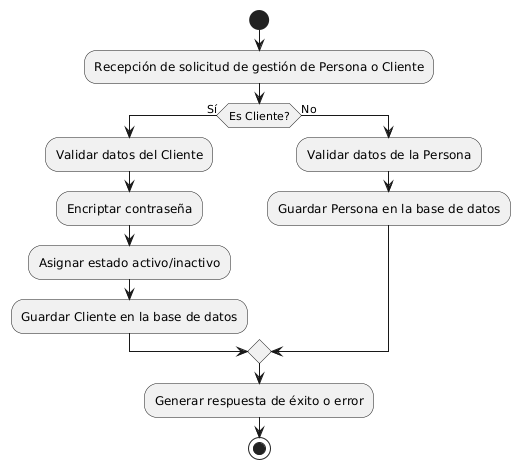 Recepción de solicitud de gestión de Persona o Cliente
Sí
Es Cliente?
No
Validar datos del Cliente
Validar datos de la Persona
Encriptar contraseña
Guardar Persona en la base de datos
Asignar estado activo/inactivo
Guardar Cliente en la base de datos
Generar respuesta de éxito o error